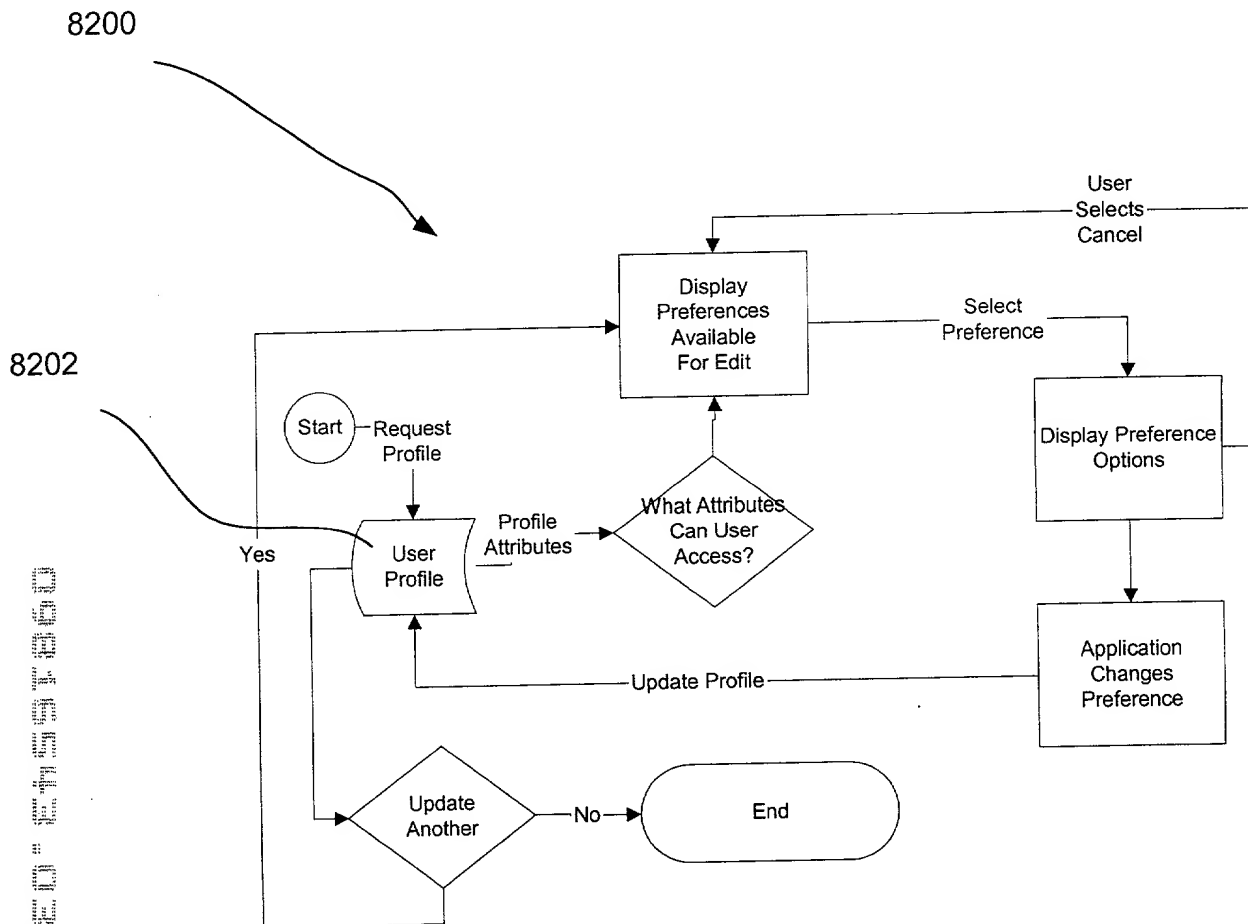 8200
User
Selects
Cancel
Display
Preferences
Available
For Edit
Select
Preference
8202
Start
Request
Profile
Display Preference
Options
What Attributes
Can User
Access?
Profile
Attributes
User
Profile
Yes
Application
Changes
Preference
Update Profile
Update
Another
No
End